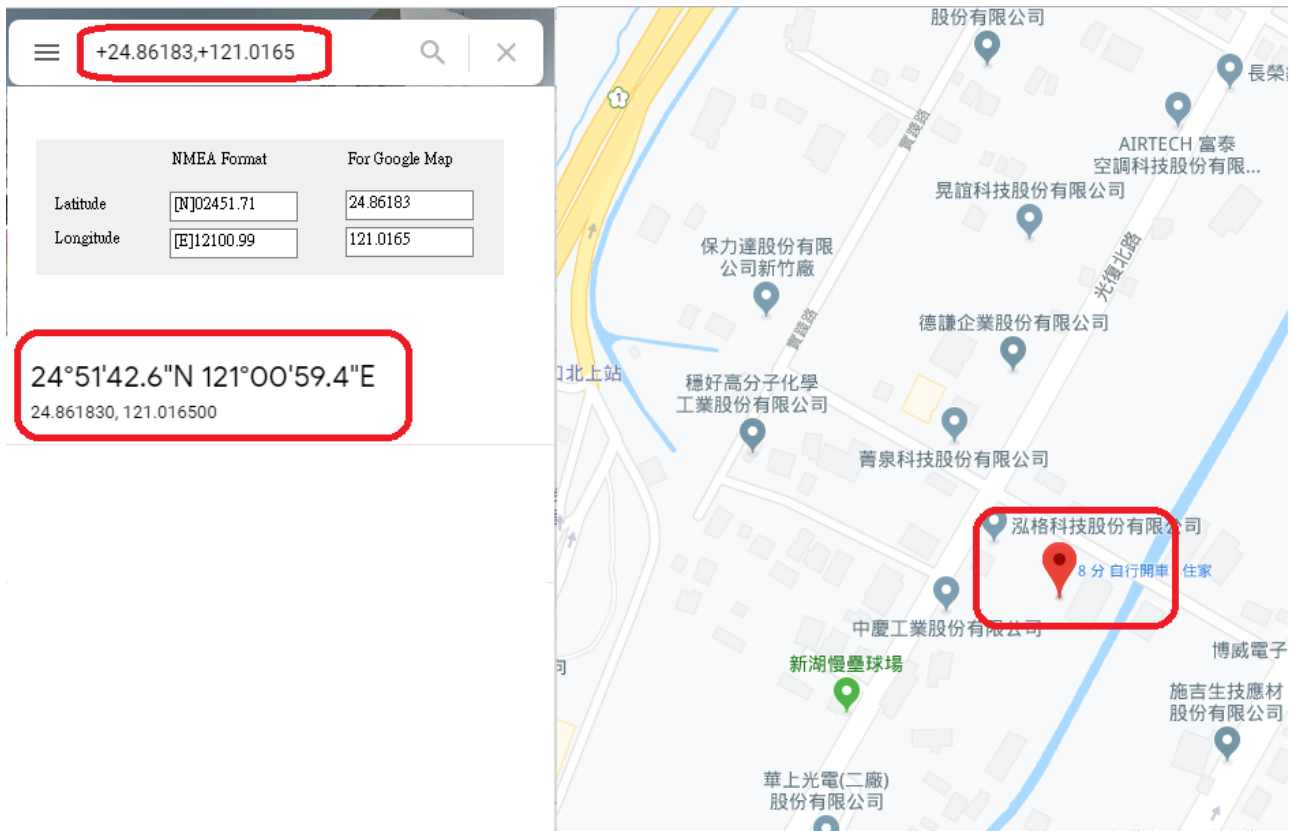 +24.86183,+121.0165
NMEA Format
For Google Map
Latitude
[N]02451.71
24.86183
Longitude
[E]12100.99
121.0165
24°51'42.6"N 121°00'59.4"E
24.861830, 121.016500
股份有限公司
1
長榮
實踐路
AIRTECH 富泰
空調科技股份有限...
晃誼科技股份有限公司
光復北路
保力達股份有限
公司新竹廠
實踐路
德謙企業股份有限公司
北上站
穩好高分子化學
工業股份有限公司
菁泉科技股份有限公司
泓格科技股份有限公司
8 分 自行開車
住家
中慶工業股份有限公司
新湖慢壘球場
博威電子
施吉生技應材
股份有限公司
華上光電(二廠)
股份有限公司